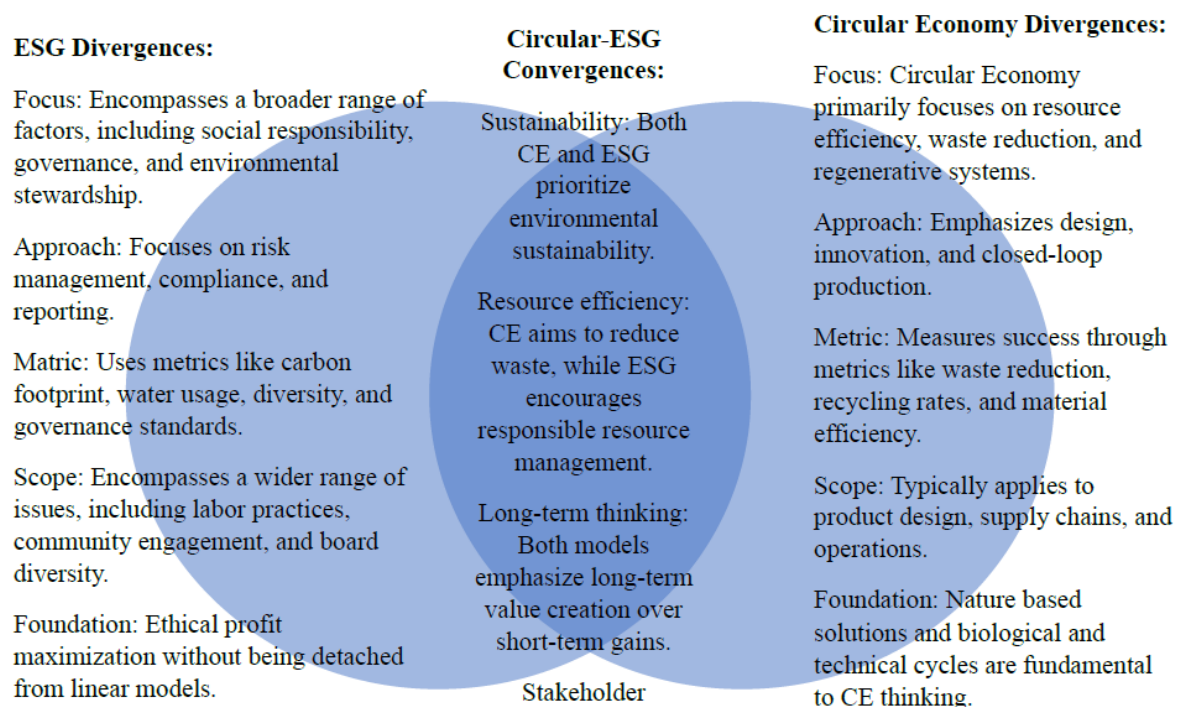 ESG Divergences:
Focus: Encompasses a broader range of
factors, including social responsibility,
governance, and environmental
stewardship.
Approach: Focuses on risk
management, compliance, and
reporting.
Matric: Uses metrics like carbon
footprint, water usage, diversity, and
governance standards.
Scope: Encompasses a wider range of
issues, including labor practices,
community engagement, and board
diversity.
Foundation: Ethical profit
maximization without being detached
from linear models.
Circular-ESG
Convergences:
Sustainability: Both
CE and ESG
prioritize
environmental
sustainability.
Resource efficiency:
CE aims to reduce
waste, while ESG
encourages
responsible resource
management.
Long-term thinking:
Both models
emphasize long-term
value creation over
short-term gains.
Stakeholder
Circular Economy Divergences:
Focus: Circular Economy
primarily focuses on resource
efficiency, waste reduction, and
regenerative systems.
Approach: Emphasizes design,
innovation, and closed-loop
production.
Metric: Measures success through
metrics like waste reduction,
recycling rates, and material
efficiency.
Scope: Typically applies to
product design, supply chains, and
operations.
Foundation: Nature based
solutions and biological and
technical cycles are fundamental
to CE thinking.